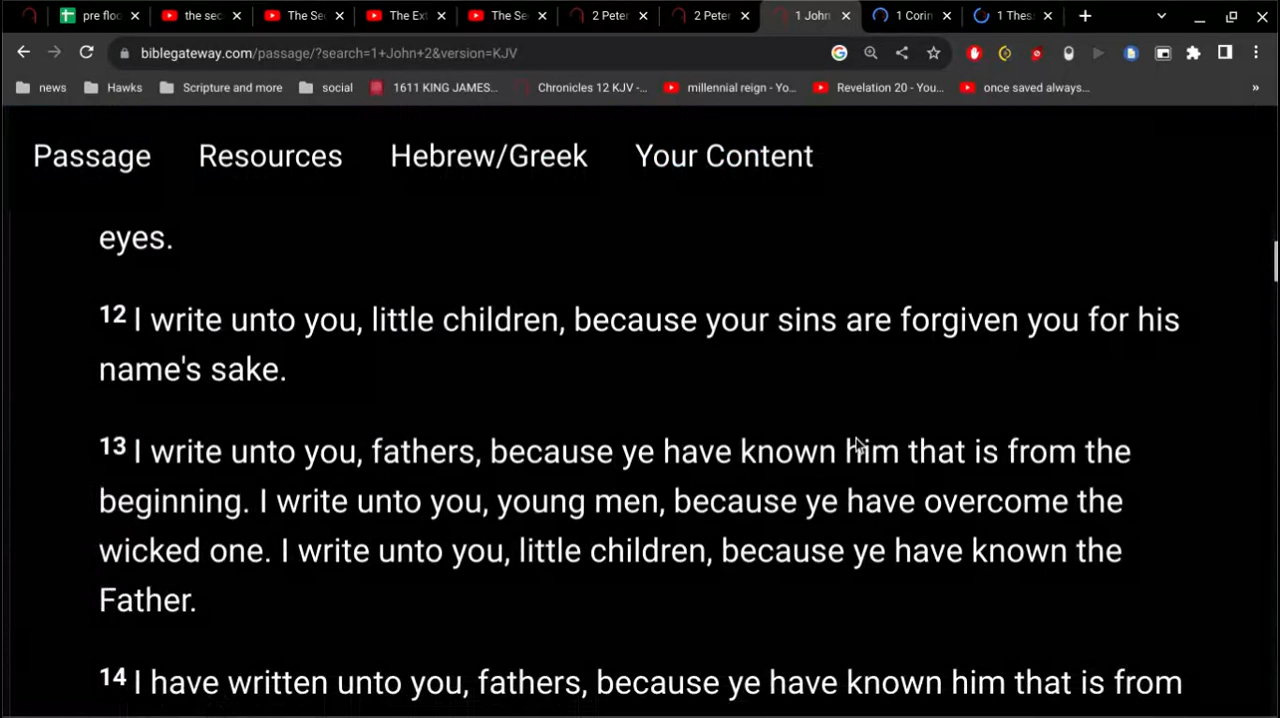 pre floo
the sec
The Se
The Ext
The Se
2 Peter
2 Peter
1 John
1 Corin
1 Thess
biblegateway.com/passage/?search=1+John+2&version=KJV
news
Hawks
Scripture and more
social
1611 KING JAMES...
Chronicles 12 KJV -...
millennial reign - Yo...
Revelation 20 - You...
once saved always...
»
Passage Resources Hebrew/Greek Your Content
eyes.
12 I write unto you, little children, because your sins are forgiven you for his
name's sake.
13 I write unto you, fathers, because ye have known him that is from the
beginning. I write unto you, young men, because ye have overcome the
wicked one. I write unto you, little children, because ye have known the
Father.
14 I have written unto you, fathers, because ye have known him that is from